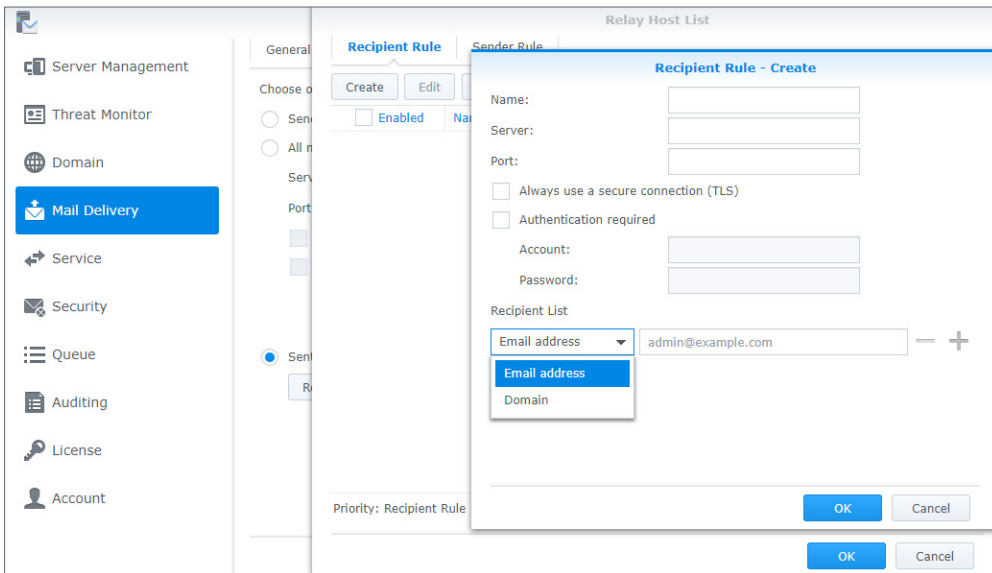 Relay Host List
Server Management
Threat Monitor
Domain
Mail Delivery
Service
Security
Queue
Auditing
License
Account
General
Choose
All
Port
Sent
Recipient Rule
Sender Rule
Create
Edit
Enabled
Priority: Recipient Rule
OK
Cancel
Recipient Rule - Create
Name:
Server:
Port:
Always use a secure connection (TLS)
Authentication required
Account:
Password:
Recipient List
Email address
admin@example.com
Email address
Domain
OK
Cancel